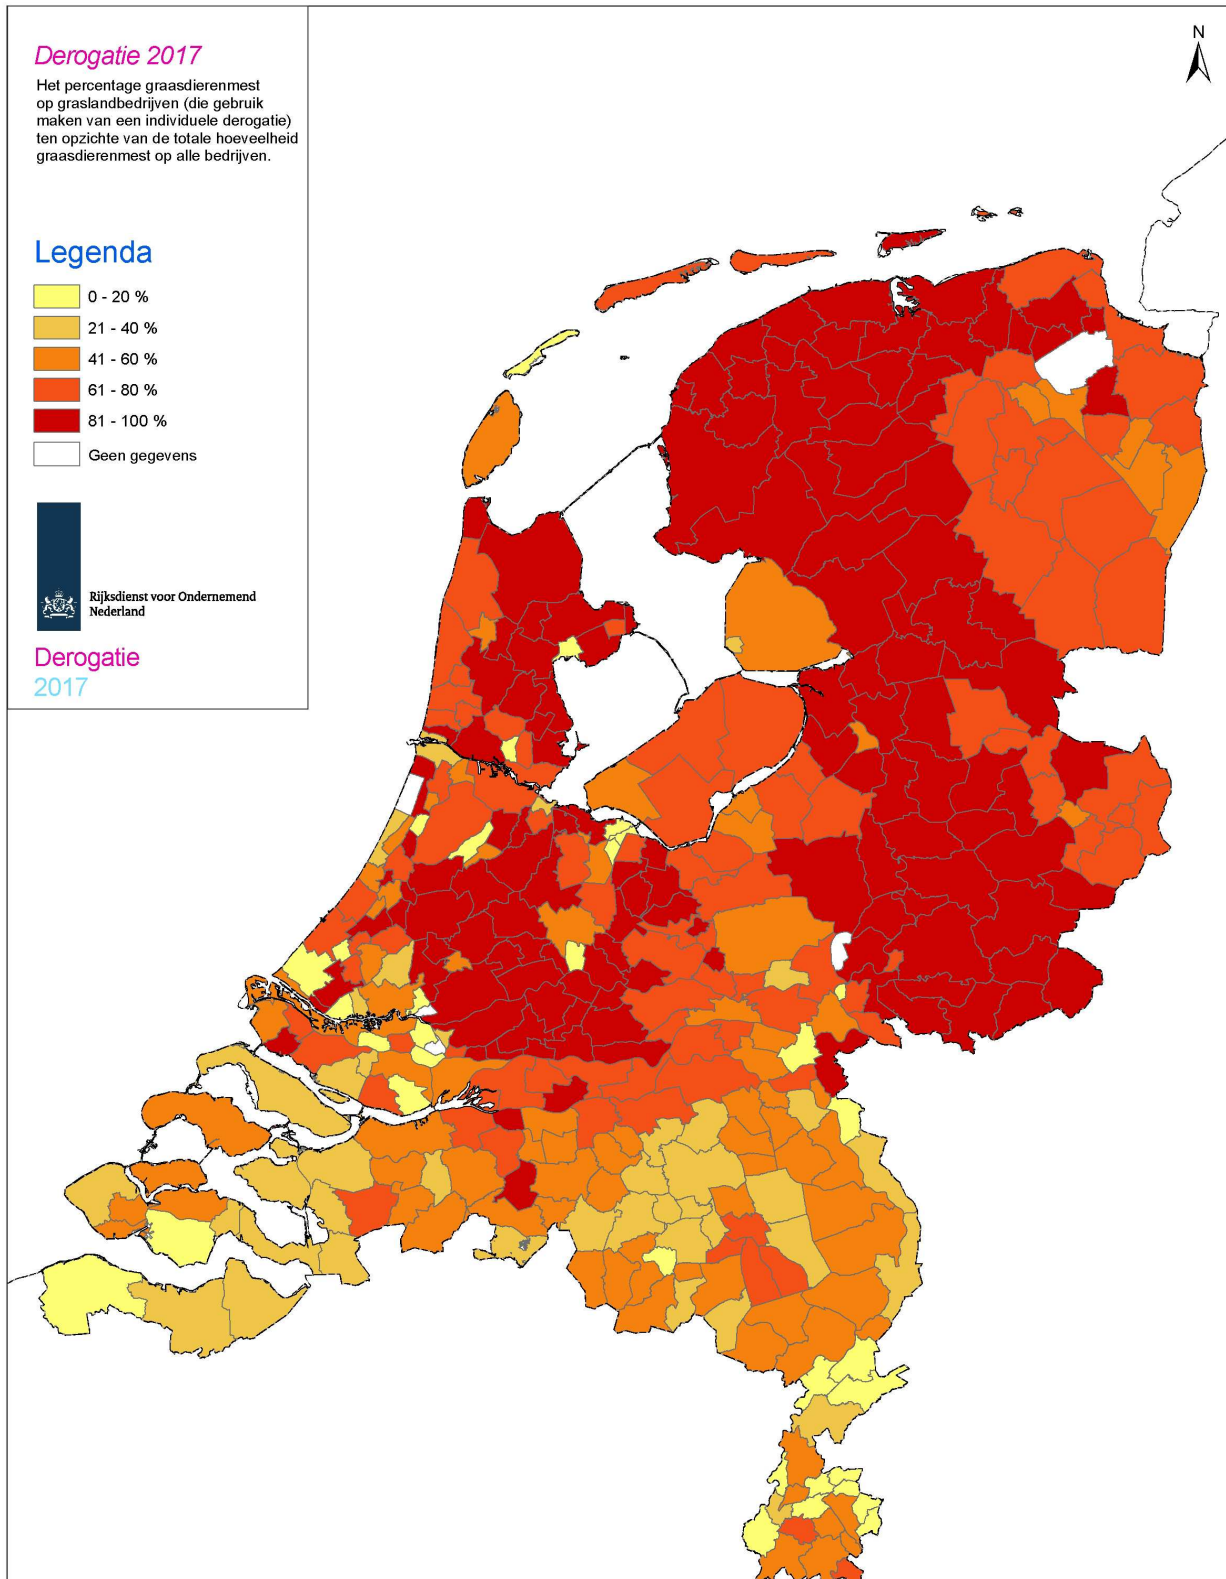 Derogatie 2017
Het percentage graasdierenmest
op graslandbedrijven (die gebruik
maken van een individuele derogatie)
ten opzichte van de totale hoeveelheid
graasdierenmest op alle bedrijven.
N
Legenda
0 - 20 %
21 - 40 %
41 - 60 %
61 - 80 %
81 - 100 %
Geen gegevens
Rijksdienst voor Ondernemend
Nederland
Derogatie
2017